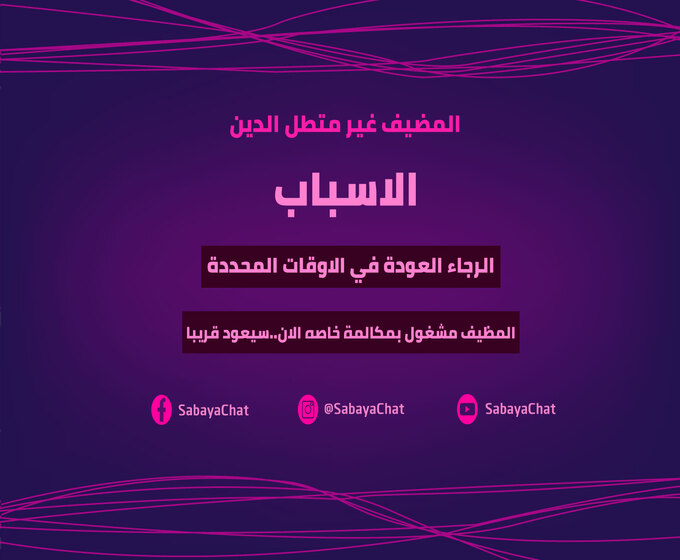 المضيف غير متطل الدين
الاسباب
الرجاء العودة في الاوقات المحددة
المظيف مشغول بمكالمة خاصه الان..سيعود قريبا
SabayaChat @SabayaChat SabayaChat